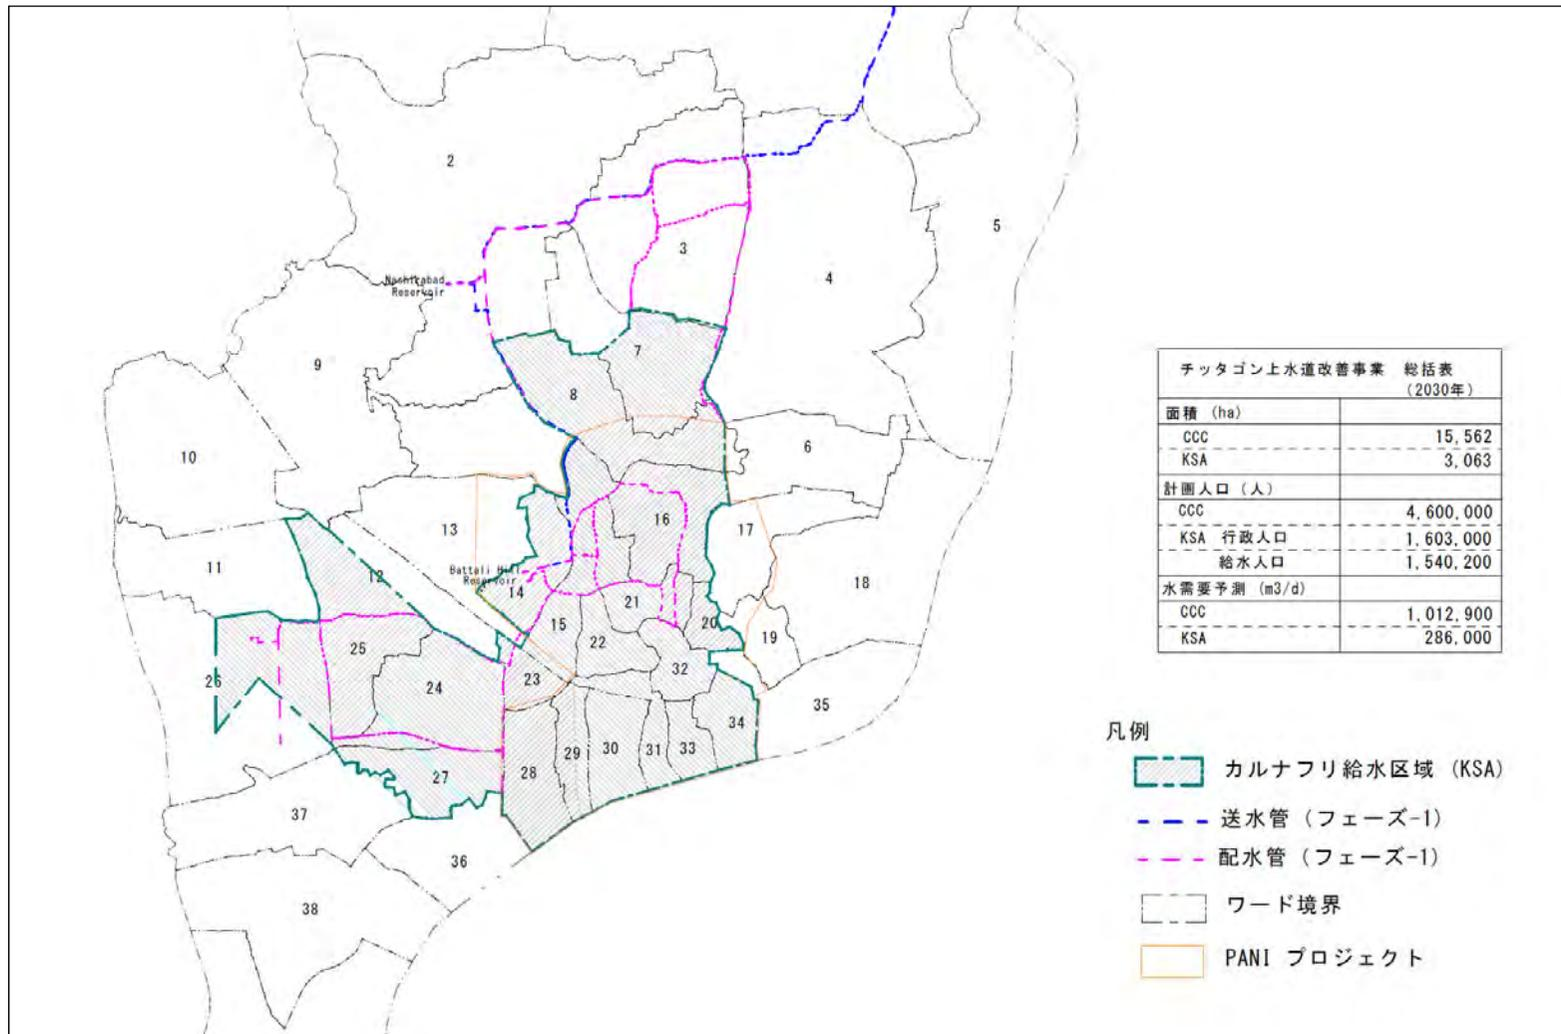 2
5
3
4
Nashirabad
Reservoir
7
9
8
6
10
13
16
17
11
Battali Hill
Reservoir
12
14
18
21
15
20
22
19
25
32
26
24
23
35
34
29
30
31
33
28
27
37
36
38
チッタゴン上水道改善事業 総括表
(2030年)
面積 (ha)
CCC 15,562
KSA 3,063
計画人口 (人)
CCC 4,600,000
KSA 行政人口 1,603,000
給水人口 1,540,200
水需要予測 (m3/d)
CCC 1,012,900
KSA 286,000
凡例
カルナフリ給水区域 (KSA)
送水管 (フェーズ-1)
配水管 (フェーズ-1)
ワード境界
PANI プロジェクト